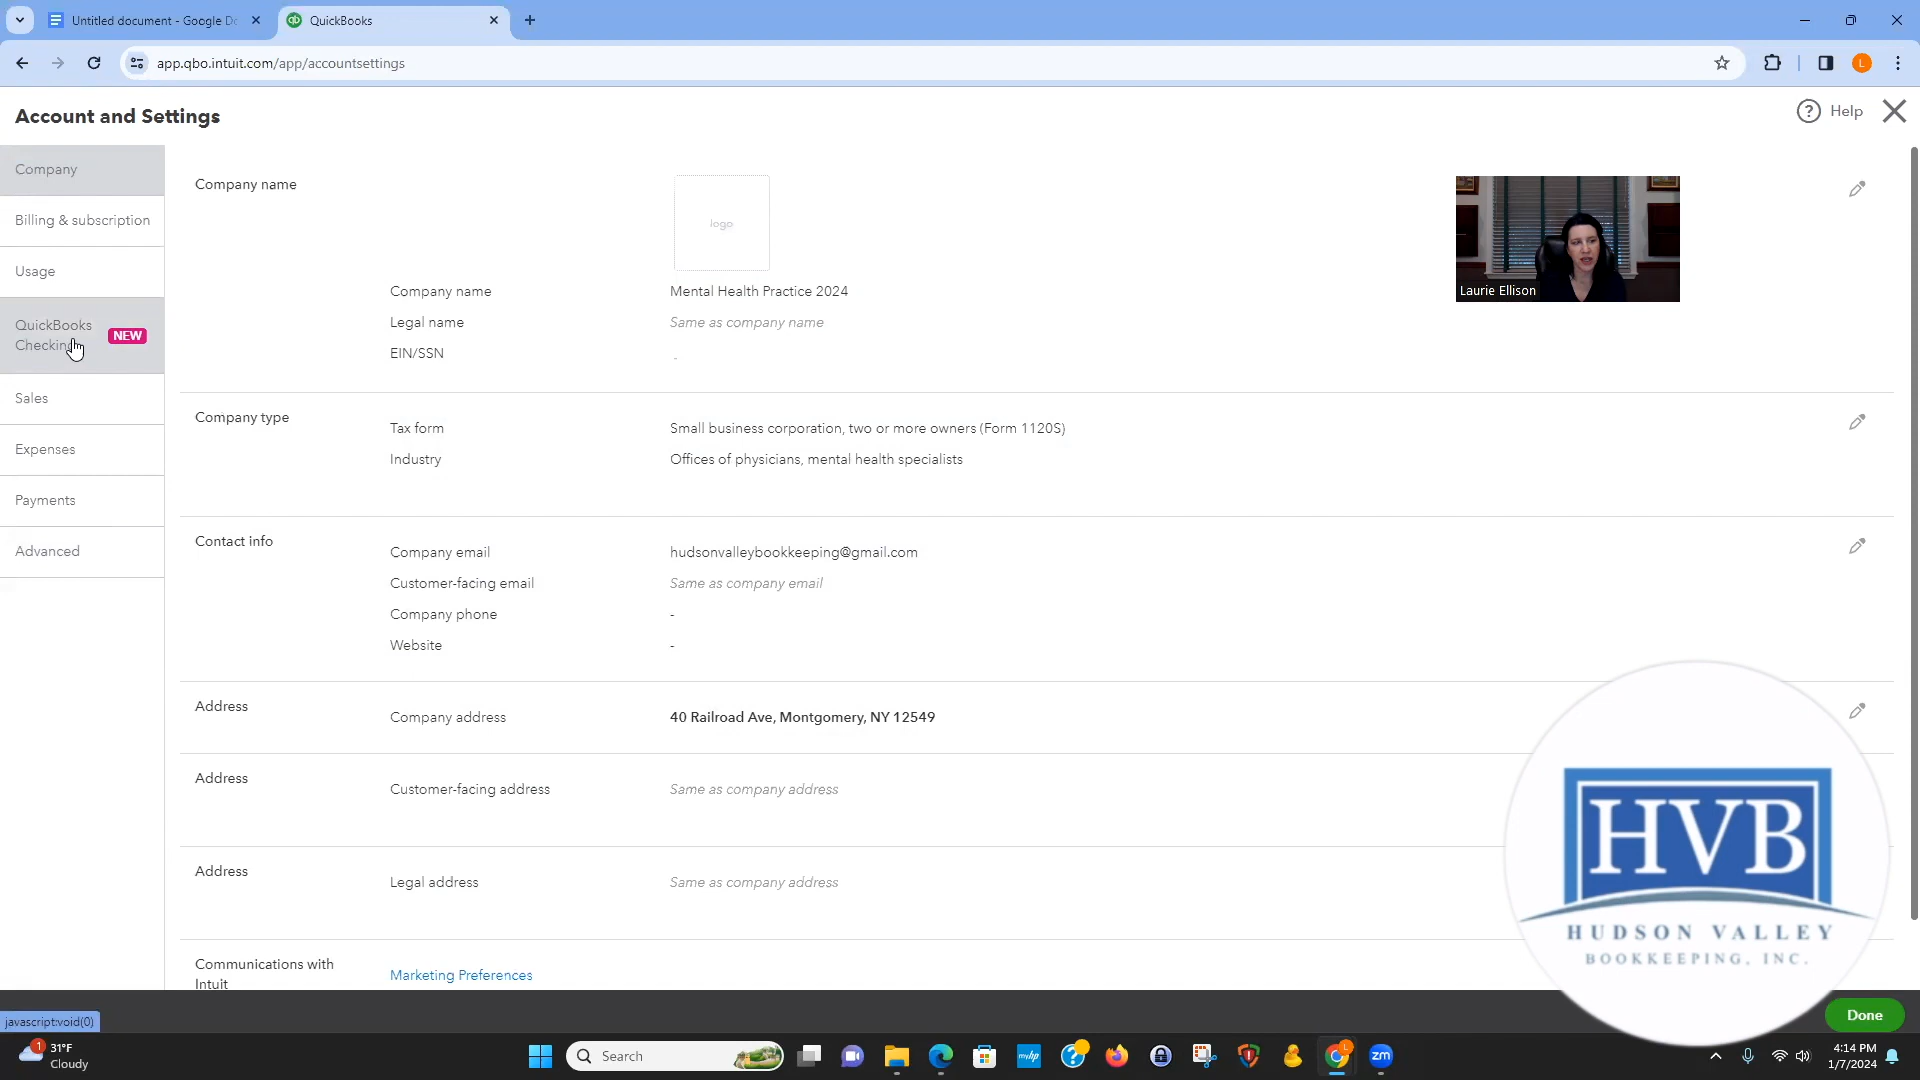 Untitled document - Google Do
QuickBooks
app.qbo.intuit.com/app/accountsettings
L
Account and Settings
? Help
Company
Billing & subscription
Usage
QuickBooks
Checking
NEW
Sales
Expenses
Payments
Advanced
Company name
logo
Company name Mental Health Practice 2024
Legal name Same as company name
EIN/SSN -
Laurie Ellison
Company type
Tax form Small business corporation, two or more owners (Form 1120S)
Industry Offices of physicians, mental health specialists
Contact info
Company email hudsonvalleybookkeeping@gmail.com
Customer-facing email Same as company email
Company phone -
Website -
Address
Company address 40 Railroad Ave, Montgomery, NY 12549
Address
Customer-facing address Same as company address
Address
Legal address Same as company address
Communications with
Intuit
Marketing Preferences
HVB
HUDSON VALLEY
BOOKKEEPING, INC.
Done
javascript:void(0)
1
31°F
Cloudy
Search
myhp
zm
4:14 PM
1/7/2024